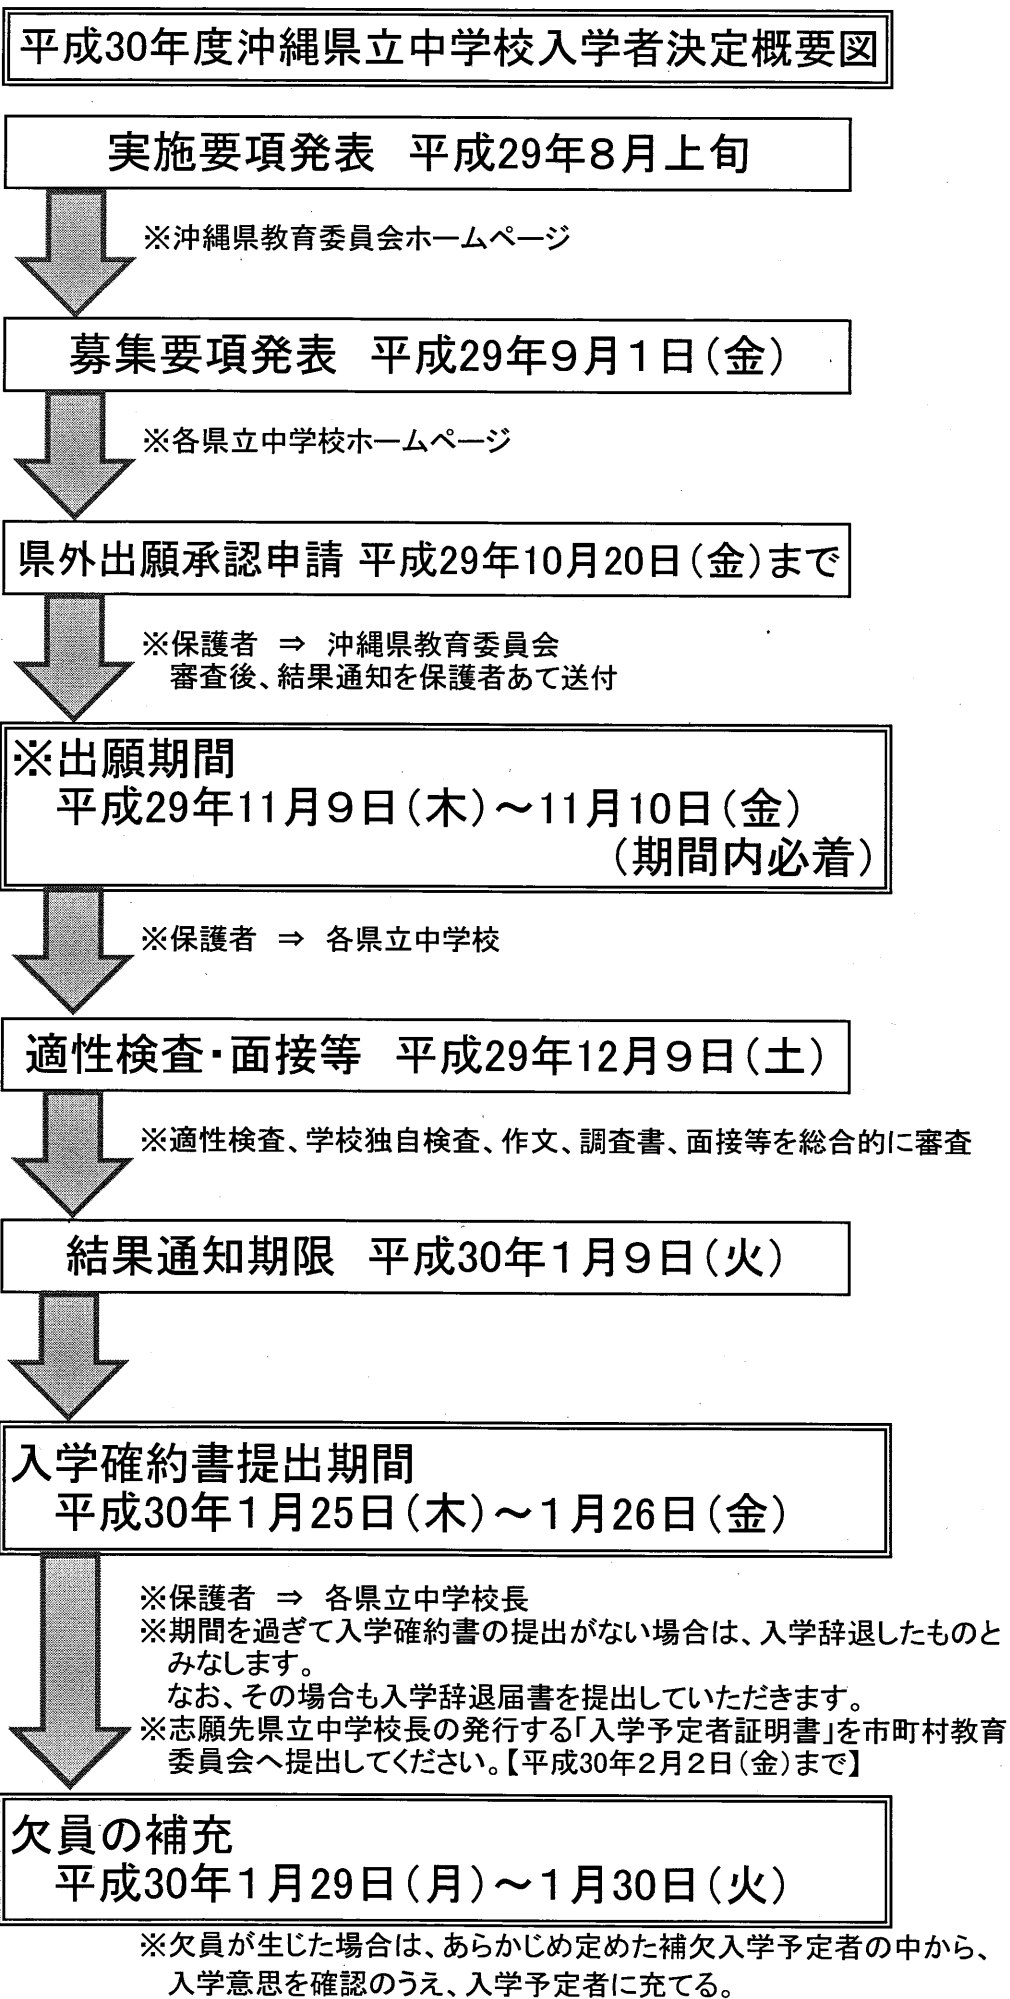 平成30年度沖縄県立中学校入学者決定概要図
実施要項発表　平成29年８月上旬
※沖縄県教育委員会ホームページ
募集要項発表　平成29年９月１日（金）
※各県立中学校ホームページ
県外出願承認申請 平成29年10月20日（金）まで
※保護者　⇒　沖縄県教育委員会
審査後、結果通知を保護者あて送付
※出願期間
平成29年11月９日（木）～11月10日（金）
（期間内必着）
※保護者　⇒　各県立中学校
適性検査・面接等　平成29年12月９日（土）
※適性検査、学校独自検査、作文、調査書、面接等を総合的に審査
結果通知期限　平成30年１月９日（火）
入学確約書提出期間
平成30年１月25日（木）～１月26日（金）
※保護者　⇒　各県立中学校長
※期間を過ぎて入学確約書の提出がない場合は、入学辞退したものと
みなします。
なお、その場合も入学辞退届書を提出していただきます。
※志願先県立中学校長の発行する「入学予定者証明書」を市町村教育
委員会へ提出してください。【平成30年２月２日（金）まで】
欠員の補充
平成30年１月29日（月）～１月30日（火）
※欠員が生じた場合は、あらかじめ定めた補欠入学予定者の中から、
入学意思を確認のうえ、入学予定者に充てる。